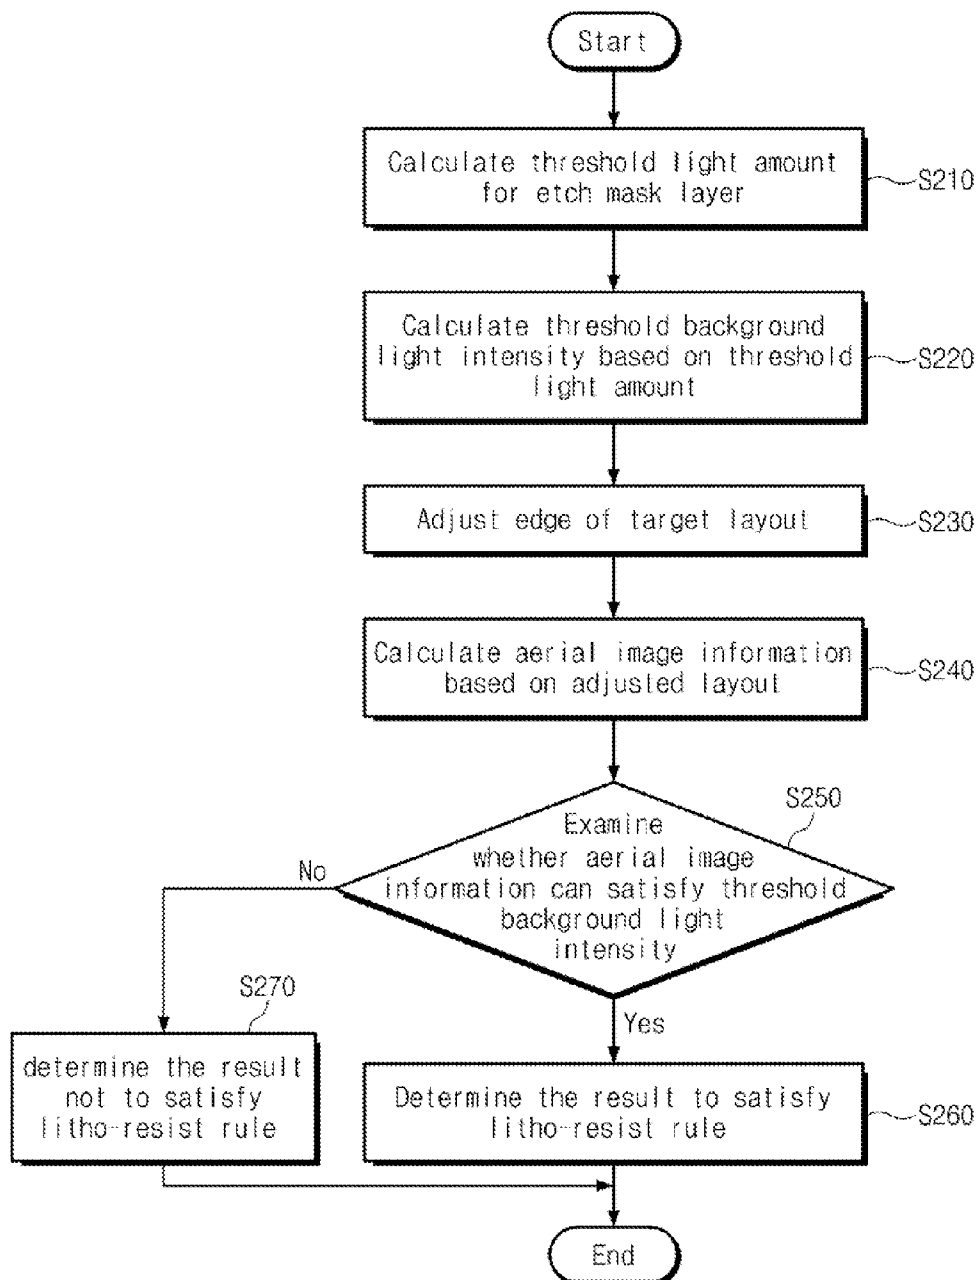 Start
Calculate threshold light amount
for etch mask layer
S210
Calculate threshold background
light intensity based on threshold
light amount
S220
Adjust edge of target layout
S230
Calculate aerial image information
based on adjusted layout
S240
S250
Examine
whether aerial image
information can satisfy threshold
background light
intensity
No
Yes
S270
determine the result
not to satisfy
litho-resist rule
Determine the result to satisfy
litho-resist rule
S260
End